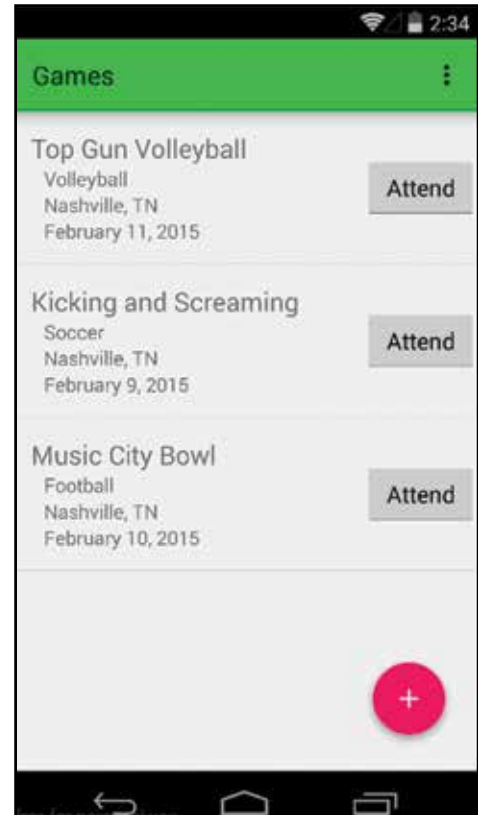 2:34
Games
Top Gun Volleyball
Volleyball
Nashville, TN
February 11, 2015
Attend
Kicking and Screaming
Soccer
Nashville, TN
February 9, 2015
Attend
Music City Bowl
Football
Nashville, TN
February 10, 2015
Attend
+